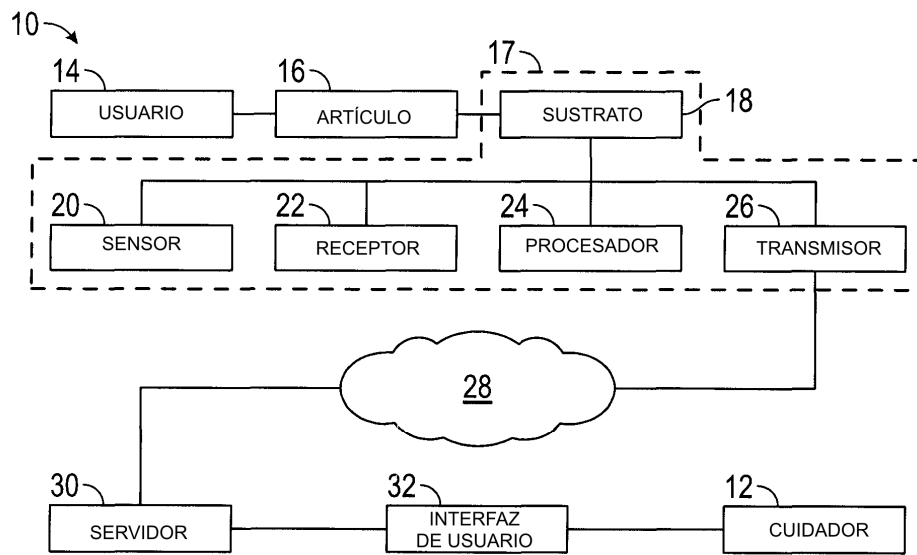 10
14
16
17
18
USUARIO
ARTÍCULO
SUSTRATO
20
22
24
26
SENSOR
RECEPTOR
PROCESADOR
TRANSMISOR
28
30
32
12
SERVIDOR
INTERFAZ
DE USUARIO
CUIDADOR